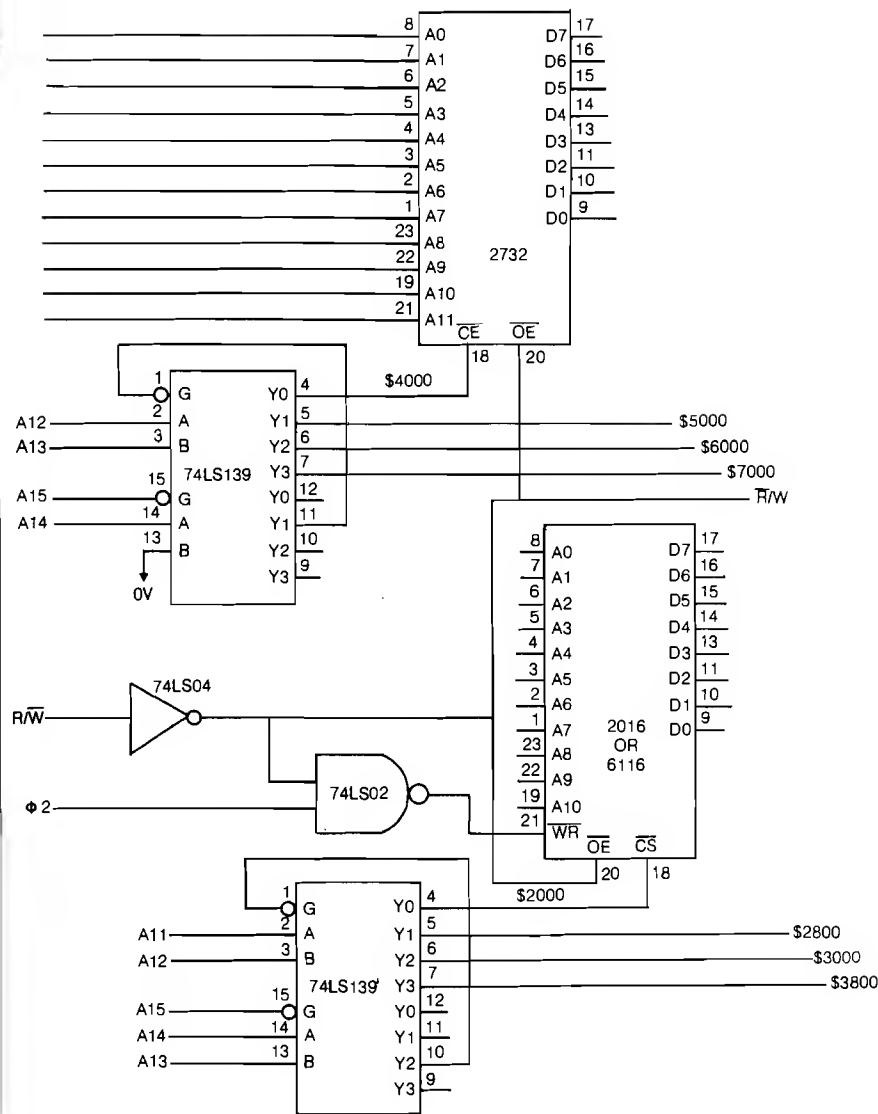 8 A0 D7 17
7 A1 D6 16
6 A2 D5 15
5 A3 D4 14
4 A4 D3 13
3 A5 D2 11
2 A6 D1 10
1 A7 D0 9
23 A8
22 A9 2732
19 A10
21 A11 CE OE
18 20
1 G Y0 4 $4000
A12 2 A Y1 5 $5000
A13 3 B Y2 6 $6000
74LS139 Y3 7 $7000
A15 15 G Y0 12 R/W
A14 14 A Y1 11
13 B Y2 10
0V Y3 9
8 A0 D7 17
7 A1 D6 16
6 A2 D5 15
5 A3 D4 14
4 A4 D3 13
3 A5 D2 11
2 A6 D1 10
1 A7 D0 9
23 A8 2016
22 A9 OR
19 A10 6116
21 WR
OE CS
20 18
74LS04
R/W
74LS02
Φ2
1 G Y0 4 $2000
A11 2 A Y1 5 $2800
A12 3 B Y2 6 $3000
74LS139 Y3 7 $3800
A15 15 G Y0 12
A14 14 A Y1 11
A13 13 B Y2 10
Y3 9